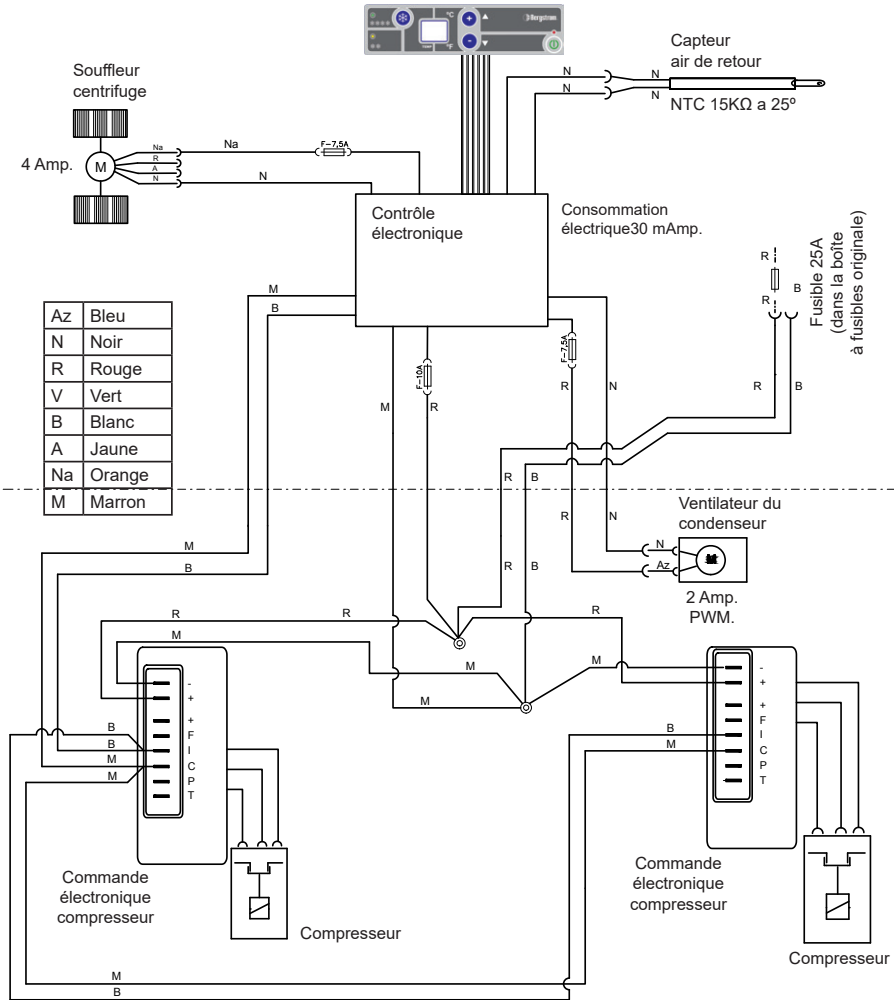 °C
Bergstrom
TEMP
°F
Souffleur
centrifuge
4 Amp.
M
Na
R
A
N
Na
N
F-7,5A
N
N
N
N
Capteur
air de retour
NTC 15KΩ a 25º
Contrôle
électronique
Consommation
électrique30 mAmp.
R
R
B
Fusible 25A
(dans la boîte
à fusibles originale)
M
B
Az Bleu
N Noir
R Rouge
V Vert
B Blanc
A Jaune
Na Orange
M Marron
F-10A
M
R
F-7,5A
R
N
R
B
R
B
R
N
R
B
Ventilateur du
condenseur
N
Az
M
2 Amp.
PWM.
M
B
R
R
M
M
M
R
M
-
+
+
F
I
C
P
T
B
B
M
M
-
+
+
F
I
C
P
T
B
M
Commande
électronique
compresseur
Compresseur
Commande
électronique
compresseur
Compresseur
M
B